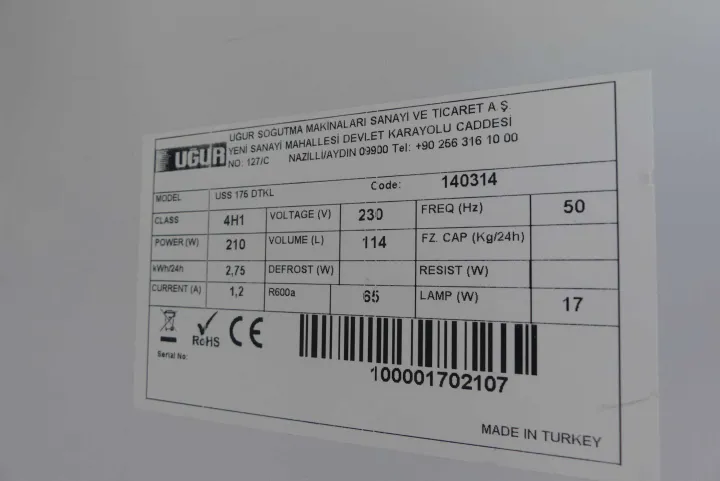 UĞUR
UĞUR SOĞUTMA MAKİNALARI SANAYİ VE TİCARET A.Ş.
YENİ SANAYİ MAHALLESİ DEVLET KARAYOLU CADDESİ
NO: 127/C NAZİLLİ/AYDIN 09900 Tel: +90 256 316 10 00
MODEL USS 176 DTKL Code: 140314
CLASS 4H1 VOLTAGE (V) 230 FREQ (Hz) 50
POWER (W) 210 VOLUME (L) 114 FZ. CAP (Kg/24h)
kWh/24h 2,75 DEFROST (W) RESIST (W)
CURRENT (A) 1,2 R600a 65 LAMP (W) 17
RoHS CE
Serial No:
100001702107
MADE IN TURKEY